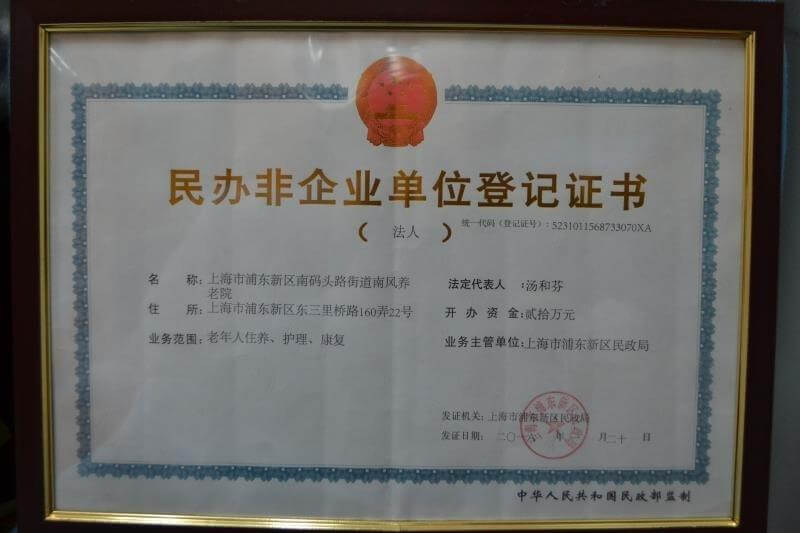 民办非企业单位登记证书
（ 法人 ）
统一代码（登记证号）：5231011568733070XA
名 称：上海市浦东新区南码头路街道南风养
老院
住 所：上海市浦东新区东三里桥路160弄22号
业务范围：老年人住养、护理、康复
法定代表人：汤和芬
开 办 资 金：贰拾万元
业务主管单位：上海市浦东新区民政局
发证机关：上海市浦东新区民政局
发证日期：二〇一六 年 月二十 日
中华人民共和国民政部监制